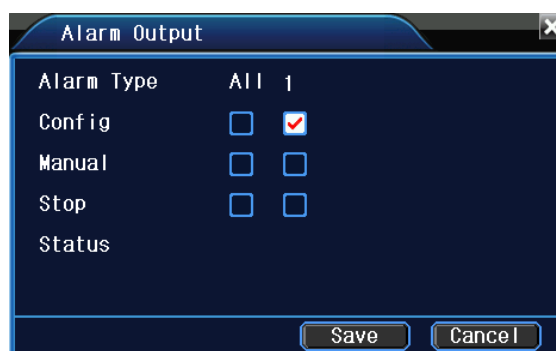 Alarm Output
Alarm Type All 1
Config
Manual
Stop
Status
Save Cancel